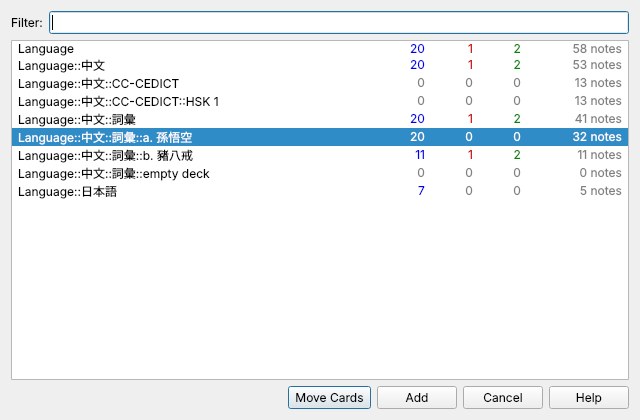 Filter:
Language 20 1 2 58 notes
Language::中文 20 1 2 53 notes
Language::中文::CC-CEDICT 0 0 0 13 notes
Language::中文::CC-CEDICT::HSK 1 0 0 0 13 notes
Language::中文::詞彙 20 1 2 41 notes
Language::中文::詞彙::a. 孫悟空 20 0 0 32 notes
Language::中文::詞彙::b. 豬八戒 11 1 2 11 notes
Language::中文::詞彙::empty deck 0 0 0 0 notes
Language::日本語 7 0 0 5 notes
Move Cards Add Cancel Help